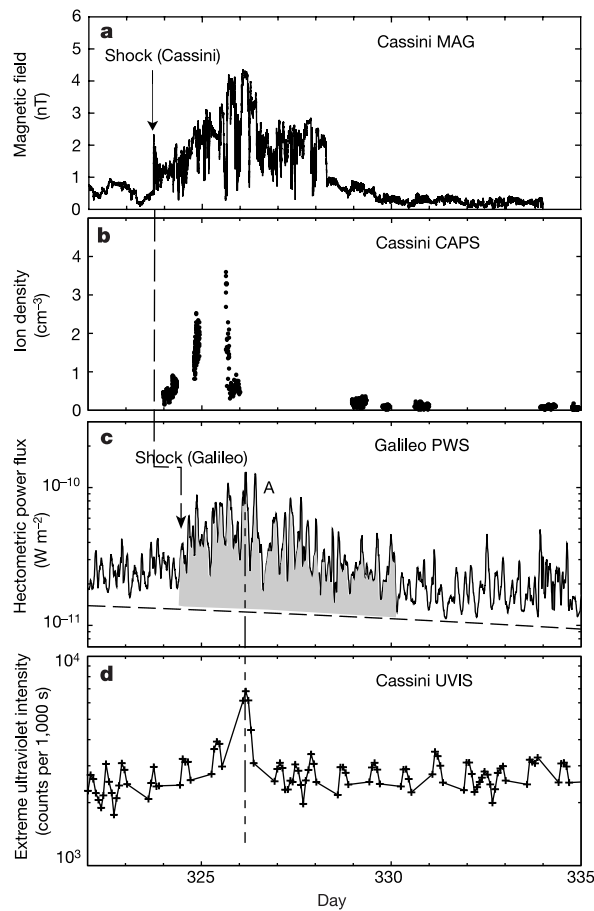 a
Cassini MAG
Shock (Cassini)
Magnetic field
(nT)
6
5
4
3
2
1
0
b
Cassini CAPS
Ion density
(cm⁻³)
4
3
2
1
0
c
Galileo PWS
Shock (Galileo)
A
Hectometric power flux
(W m⁻²)
10⁻¹⁰
10⁻¹¹
d
Cassini UVIS
Extreme ultraviolet intensity
(counts per 1,000 s)
10⁴
10³
325 330 335
Day